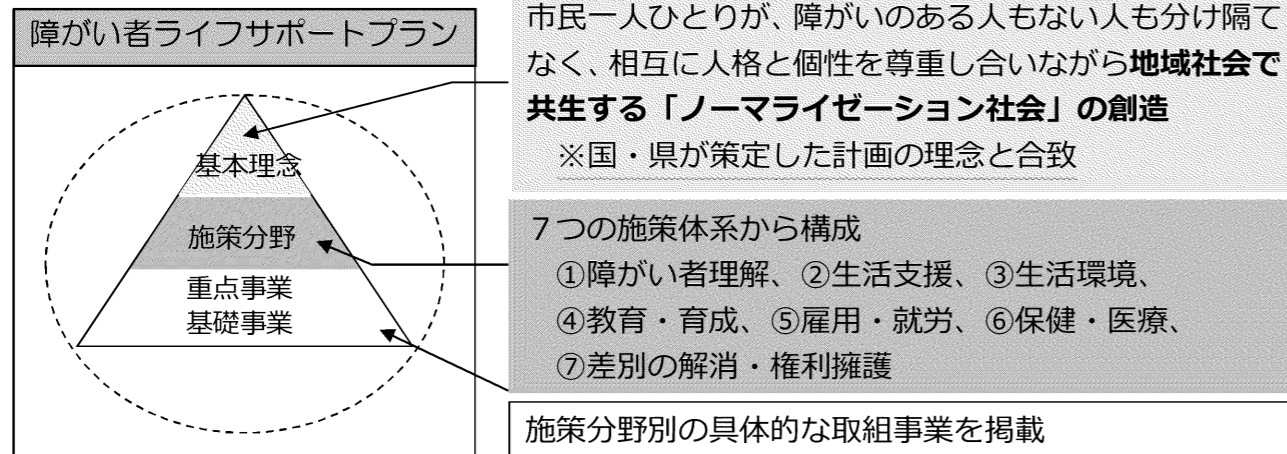 障がい者ライフサポートプラン
基本理念
施策分野
重点事業
基礎事業
市民一人ひとりが、障がいのある人もない人も分け隔て
なく、相互に人格と個性を尊重し合いながら地域社会で
共生する「ノーマライゼーション社会」の創造
※国・県が策定した計画の理念と合致
７つの施策体系から構成
①障がい者理解、②生活支援、③生活環境、
④教育・育成、⑤雇用・就労、⑥保健・医療、
⑦差別の解消・権利擁護
施策分野別の具体的な取組事業を掲載